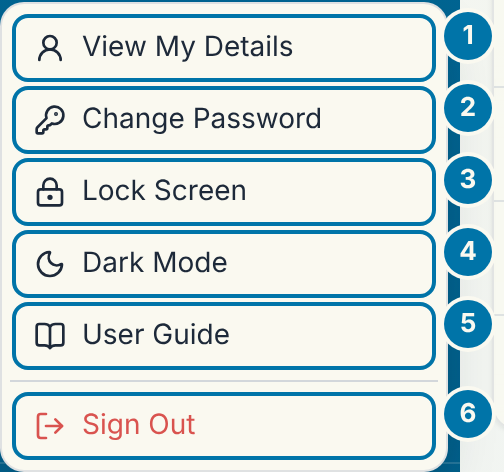 View My Details 1
Change Password 2
Lock Screen 3
Dark Mode 4
User Guide 5
Sign Out 6